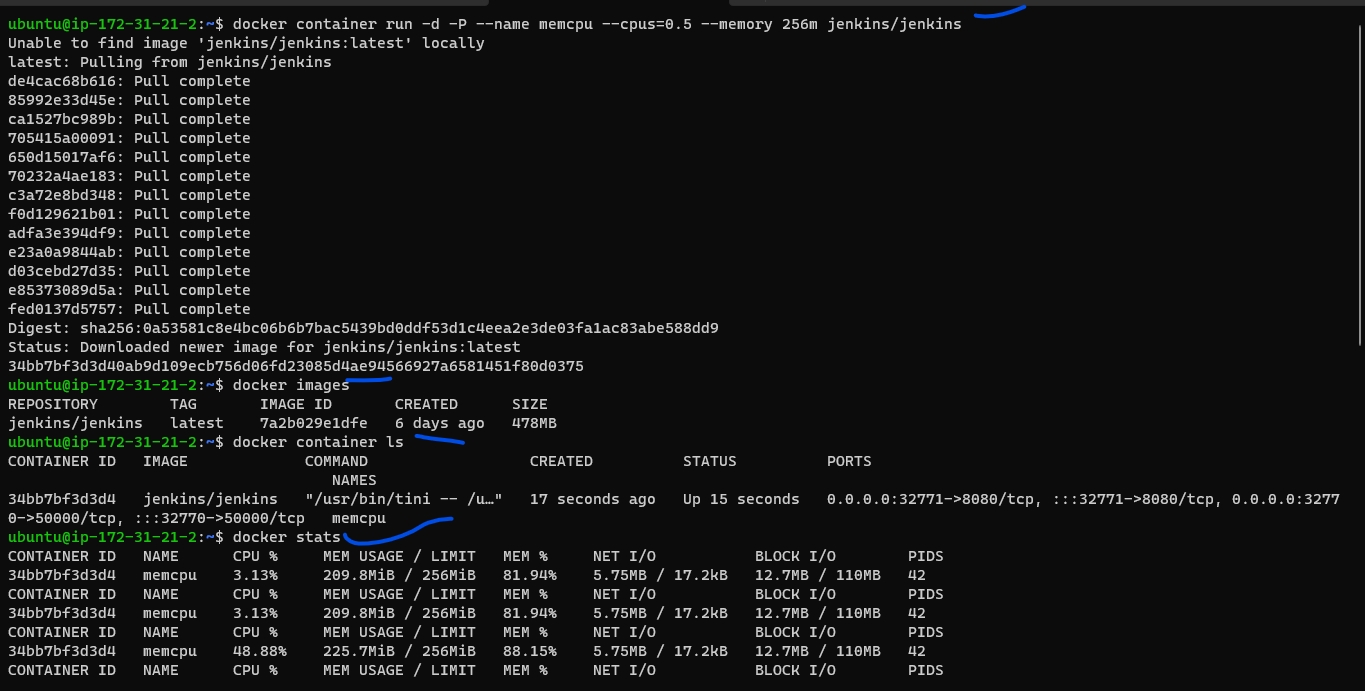 ubuntu@ip-172-31-21-2:~$ docker container run -d -P --name memcpu --cpus=0.5 --memory 256m jenkins/jenkins
Unable to find image 'jenkins/jenkins:latest' locally
latest: Pulling from jenkins/jenkins
de4cac68b616: Pull complete
85992e33d45e: Pull complete
ca1527bc989b: Pull complete
705415a00091: Pull complete
650d15017af6: Pull complete
70232a4ae183: Pull complete
c3a72e8bd348: Pull complete
f0d129621b01: Pull complete
adfa3e394df9: Pull complete
e23a0a9844ab: Pull complete
d03cebd27d35: Pull complete
e85373089d5a: Pull complete
fed0137d5757: Pull complete
Digest: sha256:0a53581c8e4bc06b6b7bac5439bd0ddf53d1c4eea2e3de03fa1ac83abe588dd9
Status: Downloaded newer image for jenkins/jenkins:latest
34bb7bf3d3d40ab9d109ecb756d06fd23085d4ae94566927a6581451f80d0375
ubuntu@ip-172-31-21-2:~$ docker images
REPOSITORY        TAG       IMAGE ID       CREATED      SIZE
jenkins/jenkins   latest    7a2b029e1dfe   6 days ago   478MB
ubuntu@ip-172-31-21-2:~$ docker container ls
CONTAINER ID   IMAGE             COMMAND                  CREATED          STATUS          PORTS
NAMES
34bb7bf3d3d4   jenkins/jenkins   "/usr/bin/tini -- /u…"   17 seconds ago   Up 15 seconds   0.0.0.0:32771->8080/tcp, :::32771->8080/tcp, 0.0.0.0:3277
0->50000/tcp, :::32770->50000/tcp   memcpu
ubuntu@ip-172-31-21-2:~$ docker stats
CONTAINER ID   NAME      CPU %     MEM USAGE / LIMIT   MEM %     NET I/O           BLOCK I/O        PIDS
34bb7bf3d3d4   memcpu    3.13%     209.8MiB / 256MiB   81.94%    5.75MB / 17.2kB   12.7MB / 110MB   42
CONTAINER ID   NAME      CPU %     MEM USAGE / LIMIT   MEM %     NET I/O           BLOCK I/O        PIDS
34bb7bf3d3d4   memcpu    3.13%     209.8MiB / 256MiB   81.94%    5.75MB / 17.2kB   12.7MB / 110MB   42
CONTAINER ID   NAME      CPU %     MEM USAGE / LIMIT   MEM %     NET I/O           BLOCK I/O        PIDS
34bb7bf3d3d4   memcpu    48.88%    225.7MiB / 256MiB   88.15%    5.75MB / 17.2kB   12.7MB / 110MB   42
CONTAINER ID   NAME      CPU %     MEM USAGE / LIMIT   MEM %     NET I/O           BLOCK I/O        PIDS